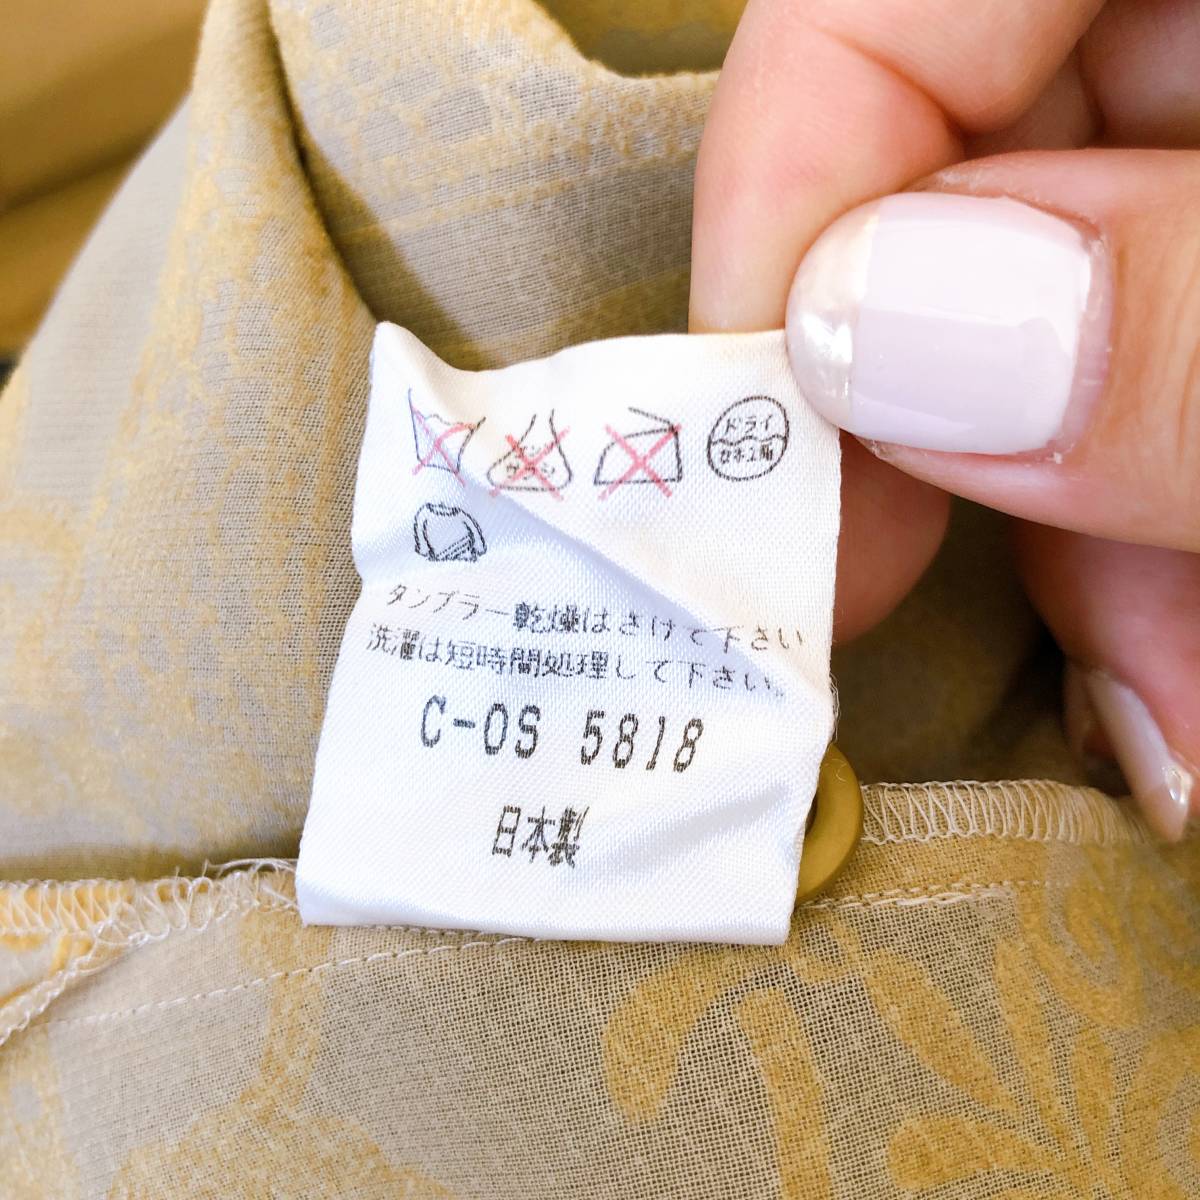 ドライ
セキユ系
タンブラー乾燥はさけて下さい
洗濯は短時間処理して下さい。
C-OS 5818
日本製